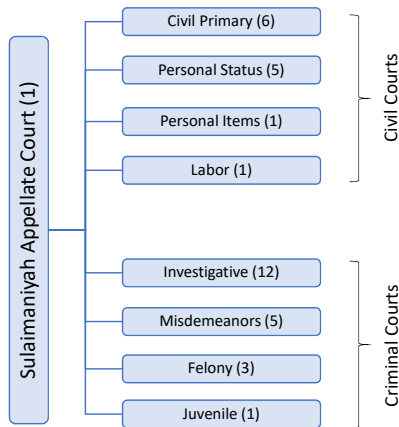 Sulaimaniyah Appellate Court (1)
Civil Primary (6)
Personal Status (5)
Personal Items (1)
Labor (1)
Civil Courts
Investigative (12)
Misdemeanors (5)
Felony (3)
Juvenile (1)
Criminal Courts